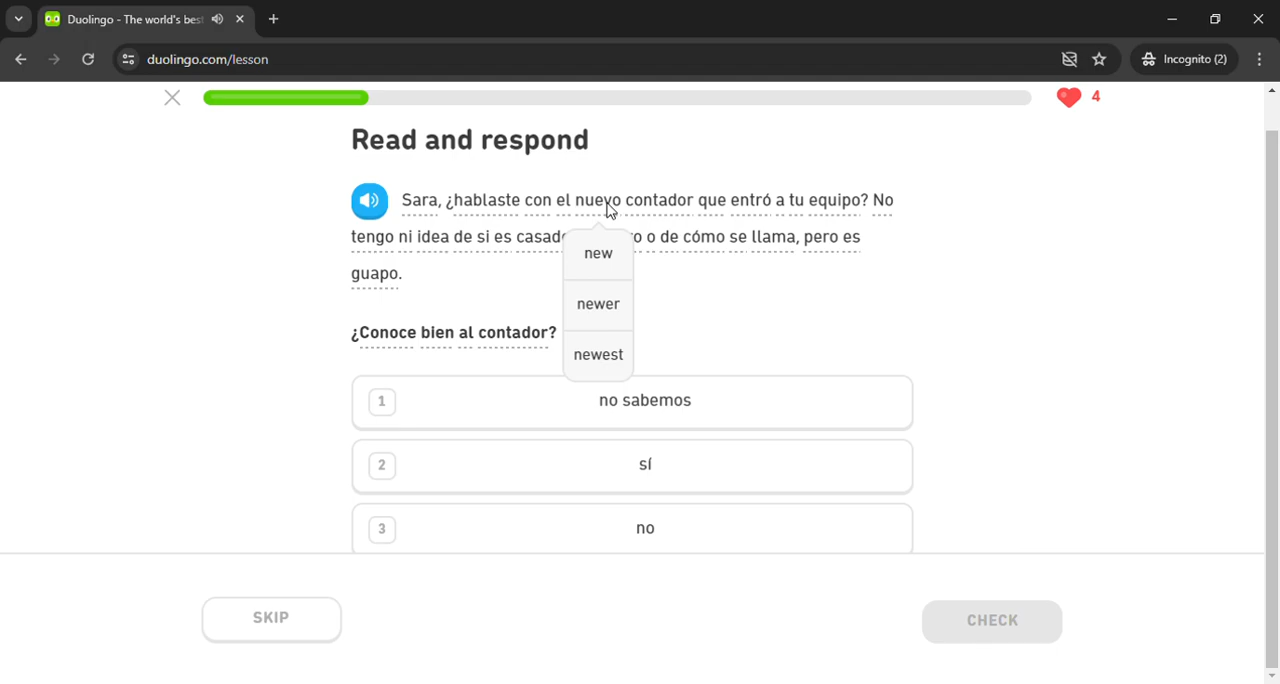 Duolingo - The world's bes
duolingo.com/lesson
Incognito (2)
4
Read and respond
Sara, ¿hablaste con el nuevo contador que entró a tu equipo? No
tengo ni idea de si es casad o o de cómo se llama, pero es
guapo.
new
newer
newest
¿Conoce bien al contador?
1 no sabemos
2 sí
3 no
SKIP
CHECK